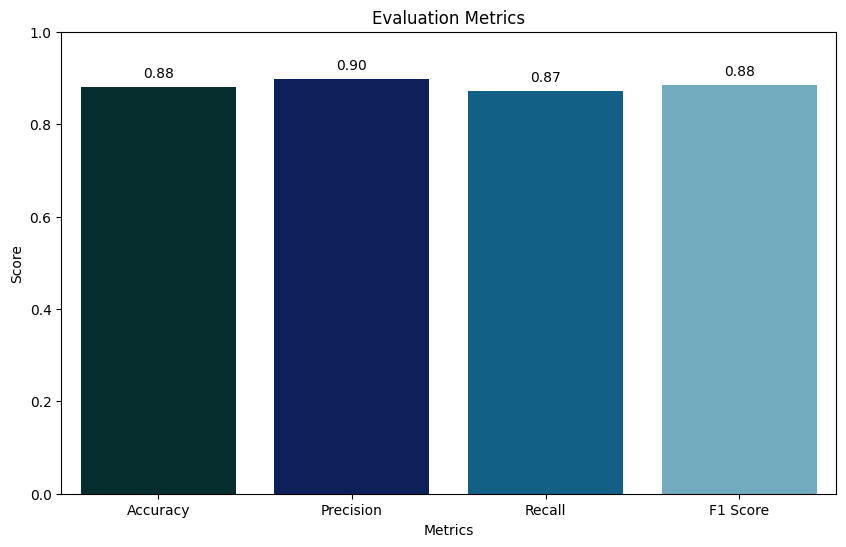 Evaluation Metrics
1.0
0.8
0.6
0.4
0.2
0.0
Score
0.88
0.90
0.87
0.88
Accuracy
Precision
Recall
F1 Score
Metrics